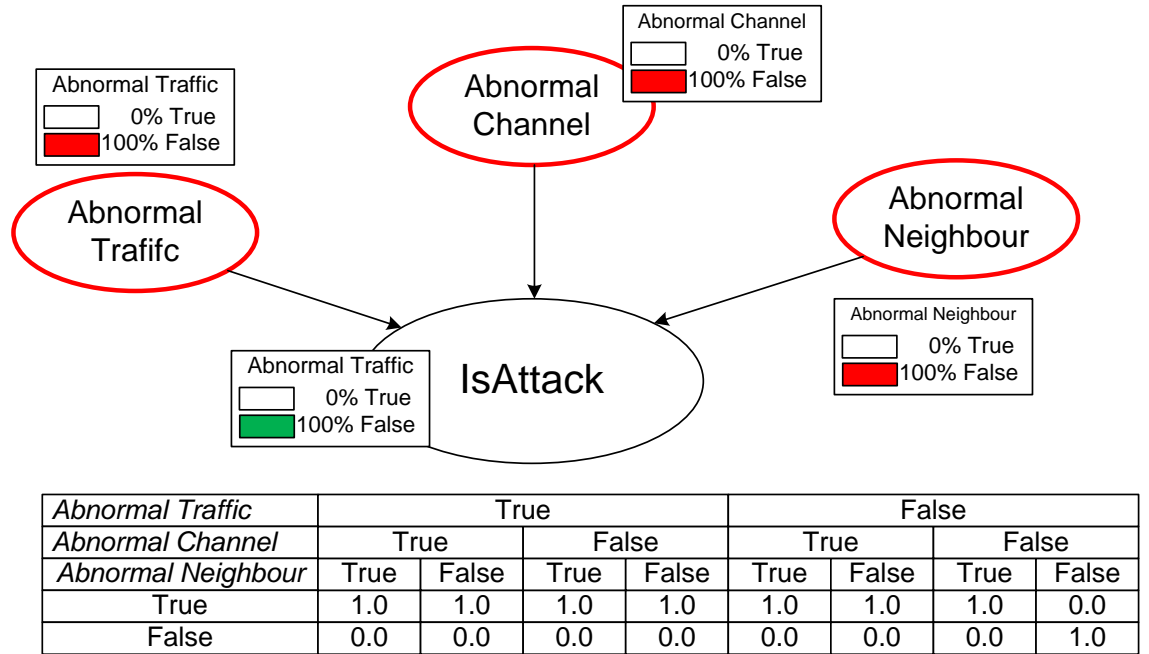 Abnormal Channel
0% True
100% False
Abnormal
Channel
Abnormal Traffic
0% True
100% False
Abnormal
Trafifc
Abnormal
Neighbour
Abnormal Neighbour
0% True
100% False
Abnormal Traffic
0% True
100% False
IsAttack
Abnormal Traffic True False
Abnormal Channel True False True False
Abnormal Neighbour True False True False True False True False
True 1.0 1.0 1.0 1.0 1.0 1.0 1.0 0.0
False 0.0 0.0 0.0 0.0 0.0 0.0 0.0 1.0